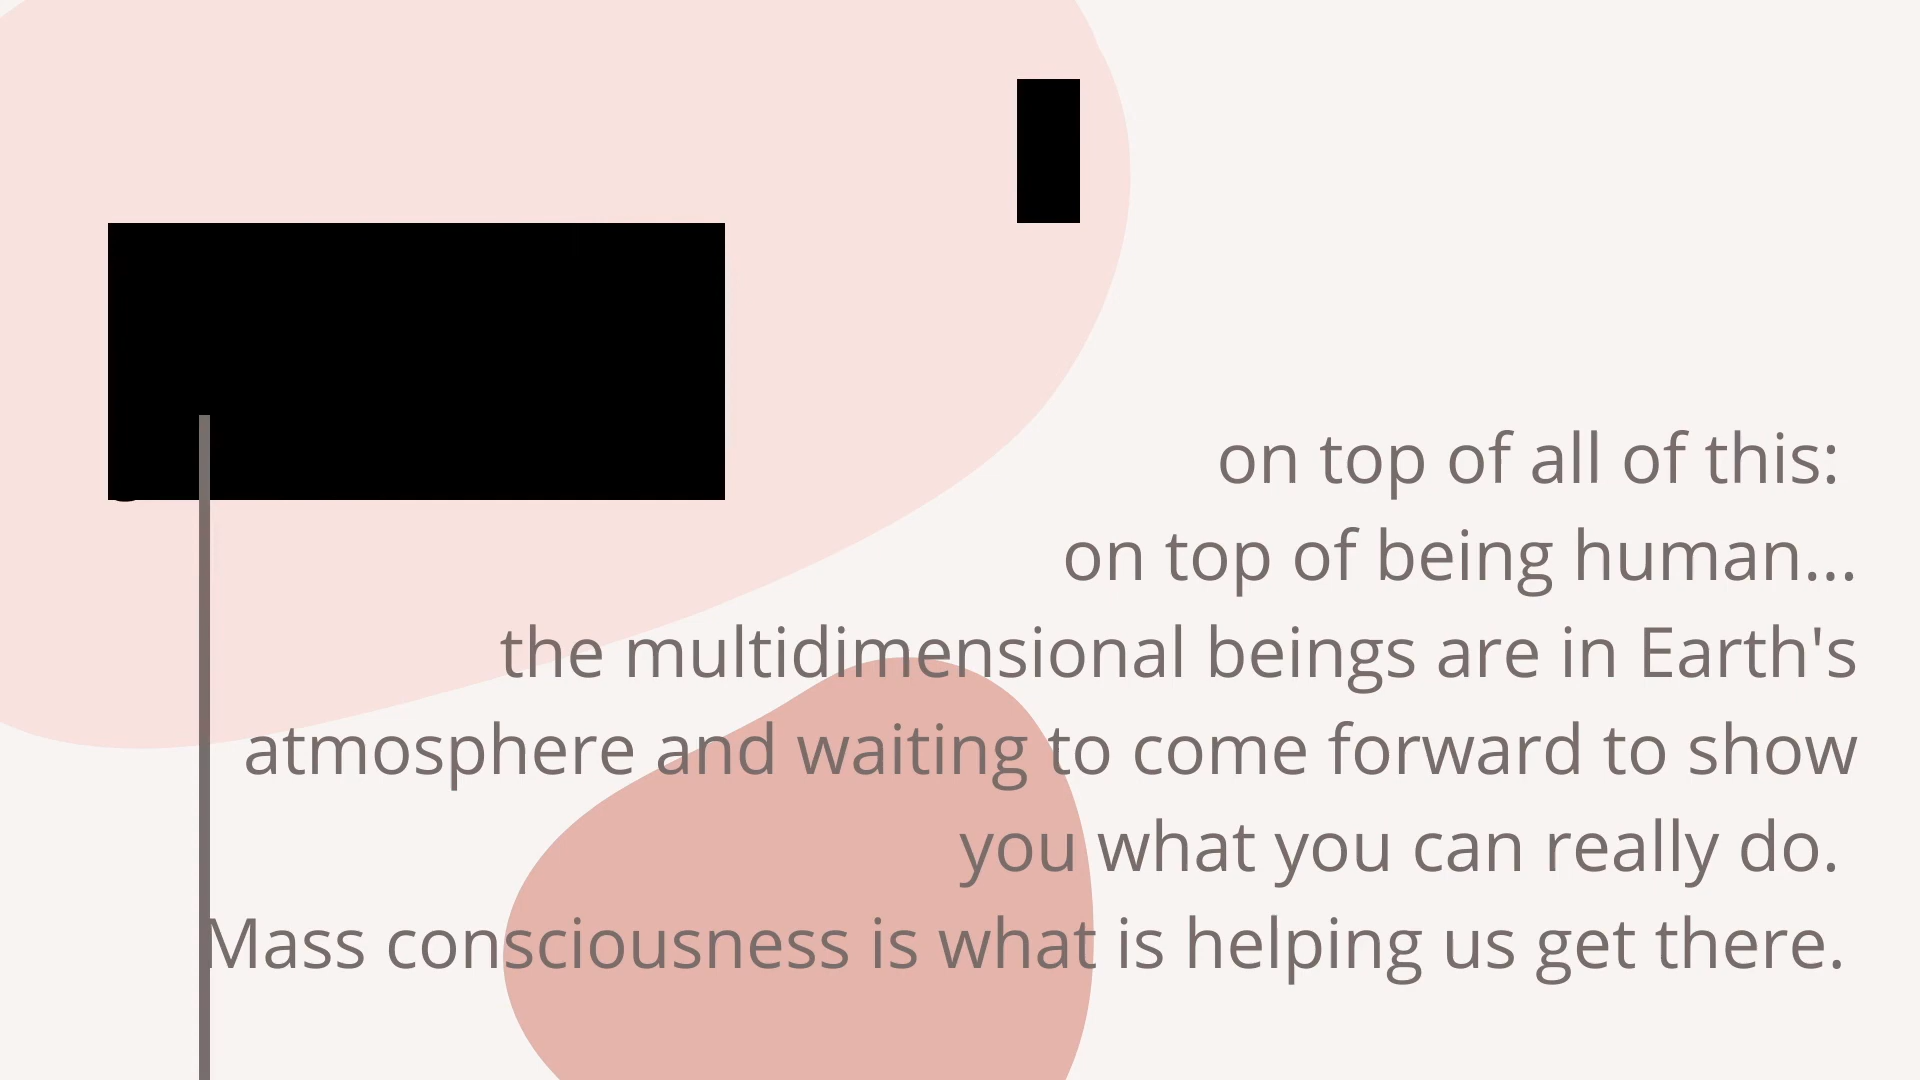 on top of all of this:
on top of being human...
the multidimensional beings are in Earth's
atmosphere and waiting to come forward to show
you what you can really do.
Mass consciousness is what is helping us get there.